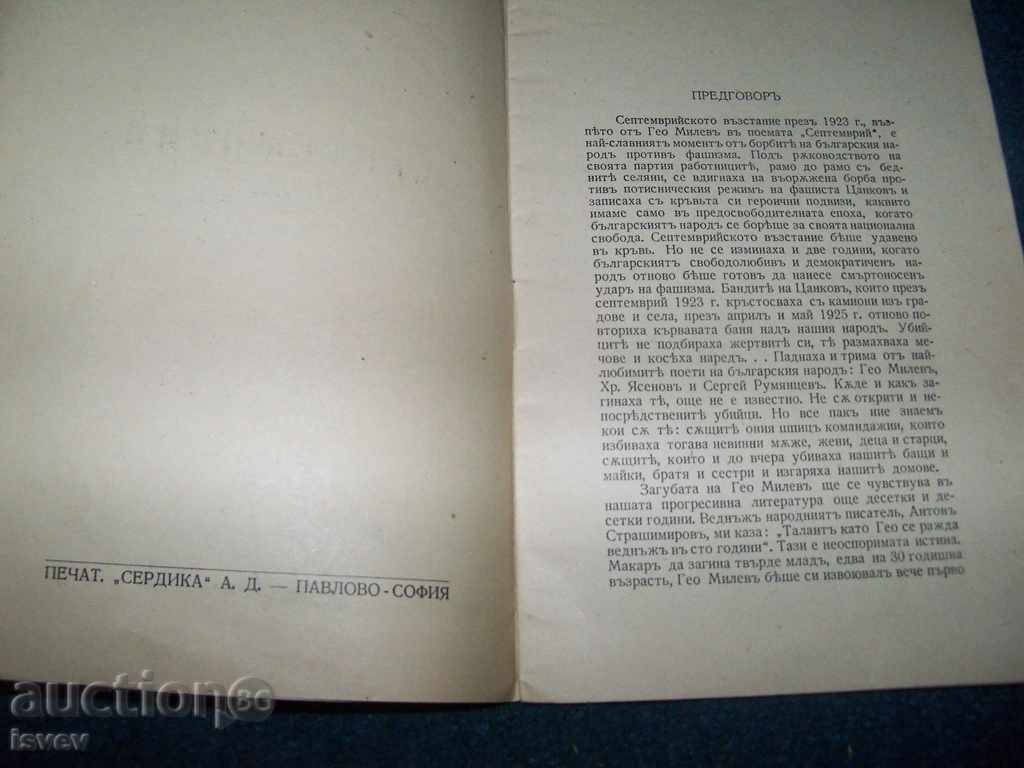 ПЕЧАТ. „СЕРДИКА“ А. Д. — ПАВЛОВО - СОФИЯ
ПРЕДГОВОРЪ
Септемврийското възстание презъ 1923 г., въз-
пѣто отъ Гео Милевъ въ поемата „Септемврий“, е
най-славниятъ моментъ отъ борбитѣ на българския на-
родъ противъ фашизма. Подъ рѫководството на
своята партия работницитѣ, рамо до рамо съ бед-
нитѣ селяни, се вдигнаха на въорѫжена борба про-
тивъ потисническия режимъ на фашиста Цанковъ и
записаха съ кръвьта си героични подвизи, каквито
имаме само въ предосвободителната епоха, когато
българскиятъ народъ се борѣше за своята национална
свобода. Септемврийското възстание бѣше удавено
въ кръвь. Но не се изминаха и две години, когато
българскиятъ свободолюбивъ и демократиченъ на-
родъ отново бѣше готовъ да нанесе смъртоносенъ
ударъ на фашизма. Бандитѣ на Цанковъ, които презъ
септемврий 1923 г. кръстосваха съ камиони изъ гра-
дове и села, презъ априлъ и май 1925 г. отново по-
вториха кървавата баня надъ нашия народъ. Убий-
цитѣ не подбираха жертвитѣ си, тѣ размахваха ме-
чове и косѣха наредъ. . . Паднаха и трима отъ най-
любимитѣ поети на българския народъ: Гео Милевъ,
Хр. Ясеновъ и Сергей Румянцевъ. Кѫде и какъ за-
гинаха тѣ, още не е известно. Не сѫ открити и не-
посрѣдственитѣ убийци. Но все пакъ ние знаемъ
кои сѫ тѣ: сѫщитѣ ония шпицъ командажии, които
избиваха тогава невинни мѫже, жени, деца и старци,
сѫщитѣ, които и до вчера убиваха нашитѣ бащи и
майки, братя и сестри и изгаряха нашитѣ домове.
Загубата на Гео Милевъ ще се чувствува въ
нашата прогресивна литература още десетки и де-
сетки години. Веднъжъ народниятъ писатель, Антонъ
Страшимировъ, ми каза: „Талантъ като Гео се ражда
веднъжъ въ сто години“. Тази е неоспоримата истина.
Макаръ да загина твърде младъ, едва на 30 годишна
възрасть, Гео Милевъ бѣше си извоювалъ вече първо
auction86
isvev